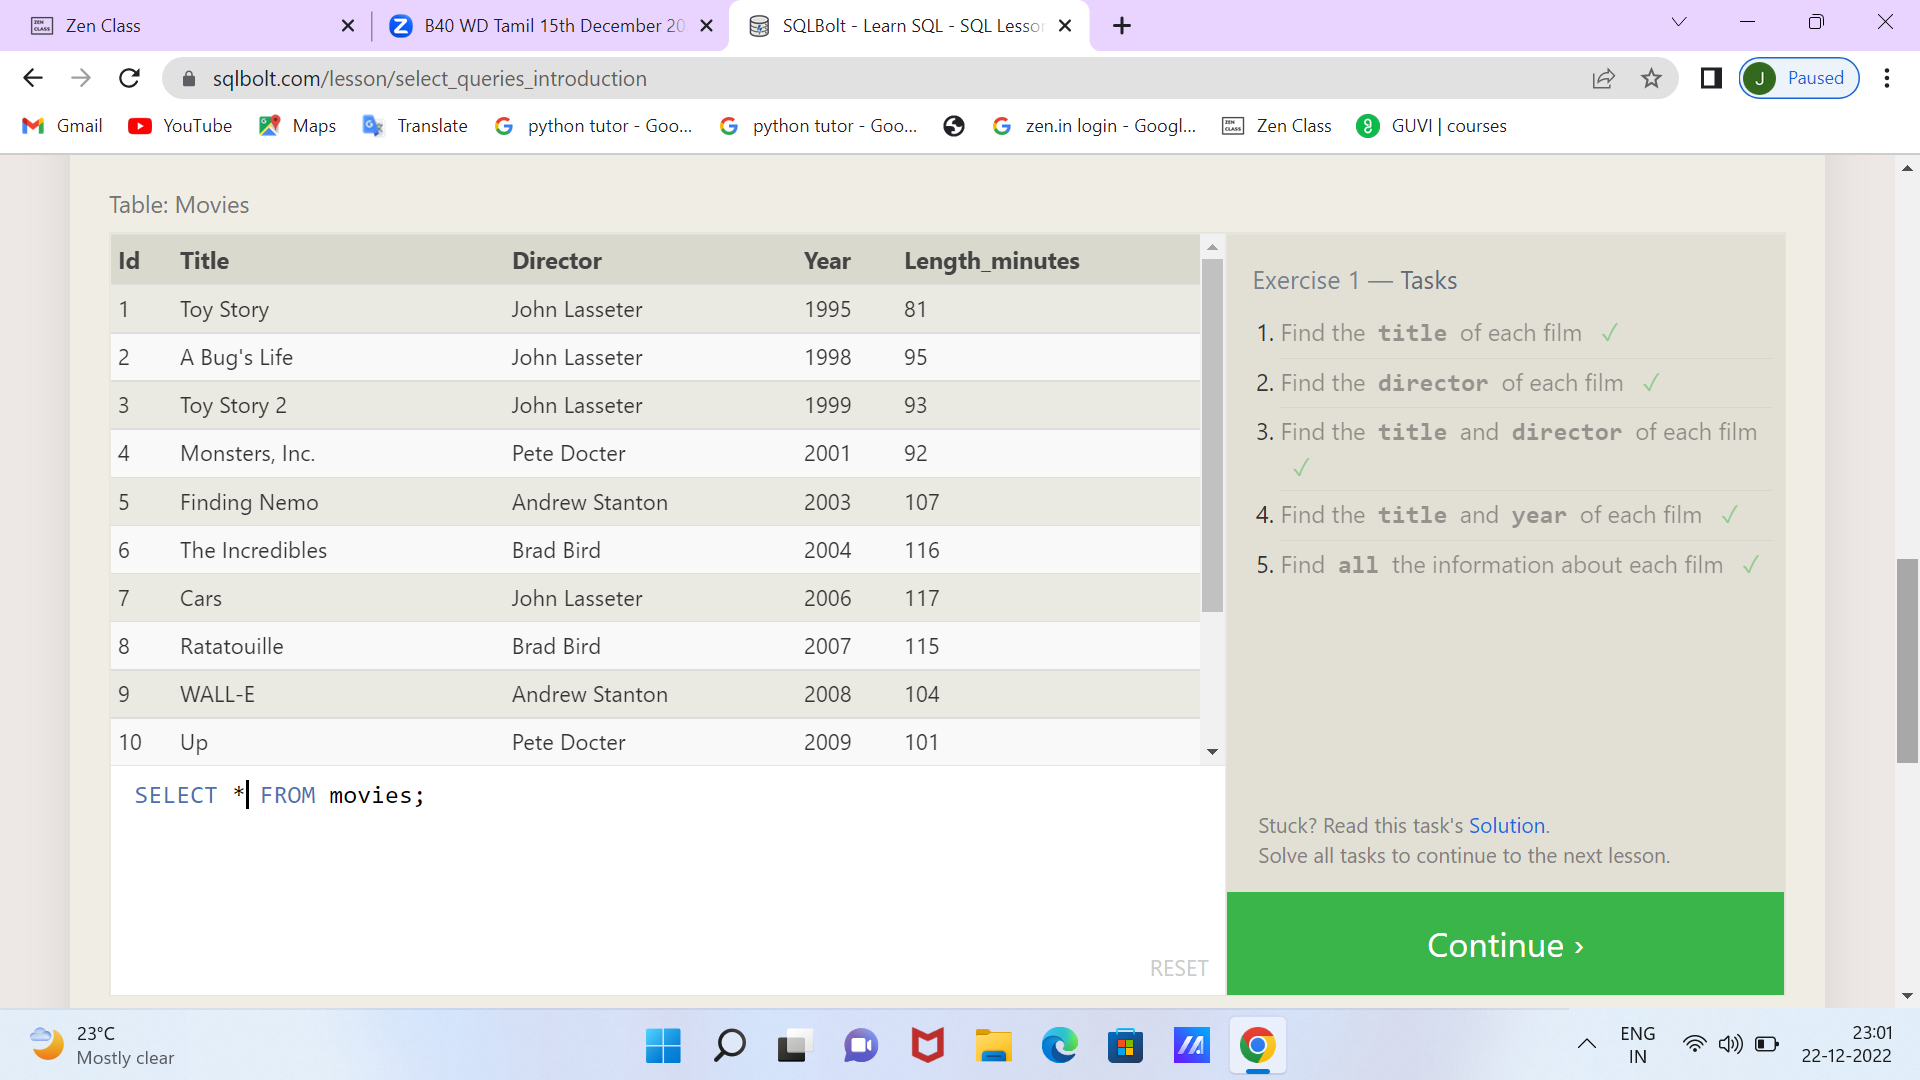 Zen Class
B40 WD Tamil 15th December 20
SQLBolt - Learn SQL - SQL Lesson
sqlbolt.com/lesson/select_queries_introduction
J Paused
Gmail YouTube Maps Translate python tutor - Goo... python tutor - Goo... zen.in login - Googl... Zen Class GUVI | courses
Table: Movies
Id Title Director Year Length_minutes
1 Toy Story John Lasseter 1995 81
2 A Bug's Life John Lasseter 1998 95
3 Toy Story 2 John Lasseter 1999 93
4 Monsters, Inc. Pete Docter 2001 92
5 Finding Nemo Andrew Stanton 2003 107
6 The Incredibles Brad Bird 2004 116
7 Cars John Lasseter 2006 117
8 Ratatouille Brad Bird 2007 115
9 WALL-E Andrew Stanton 2008 104
10 Up Pete Docter 2009 101
SELECT * FROM movies;
RESET
Exercise 1 — Tasks
1. Find the title of each film ✓
2. Find the director of each film ✓
3. Find the title and director of each film
✓
4. Find the title and year of each film ✓
5. Find all the information about each film ✓
Stuck? Read this task's Solution.
Solve all tasks to continue to the next lesson.
Continue ›
23°C
Mostly clear
ENG
IN
23:01
22-12-2022